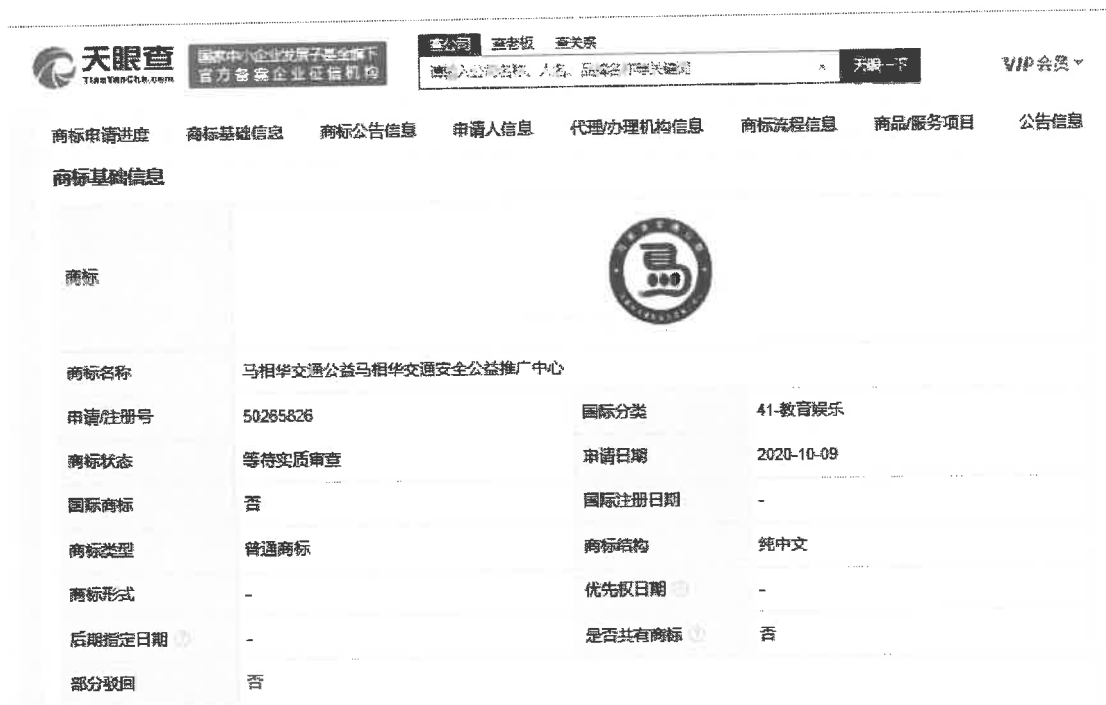 查公司 查老板 查关系
天眼查 国家中小企业发展子基金旗下
TianYanCha.com 官方备案企业征信机构
天眼一下 VIP会员
商标申请进度 商标基础信息 商标公告信息 申请人信息 代理/办理机构信息 商标流程信息 商品/服务项目 公告信息
商标基础信息
商标
商标名称 马相华交通公益马相华交通安全公益推广中心
申请/注册号 50265826 国际分类 41-教育娱乐
商标状态 等待实质审查 申请日期 2020-10-09
国际商标 否 国际注册日期 -
商标类型 普通商标 商标结构 纯中文
商标形式 - 优先权日期 -
后期指定日期 - 是否共有商标 否
部分驳回 否